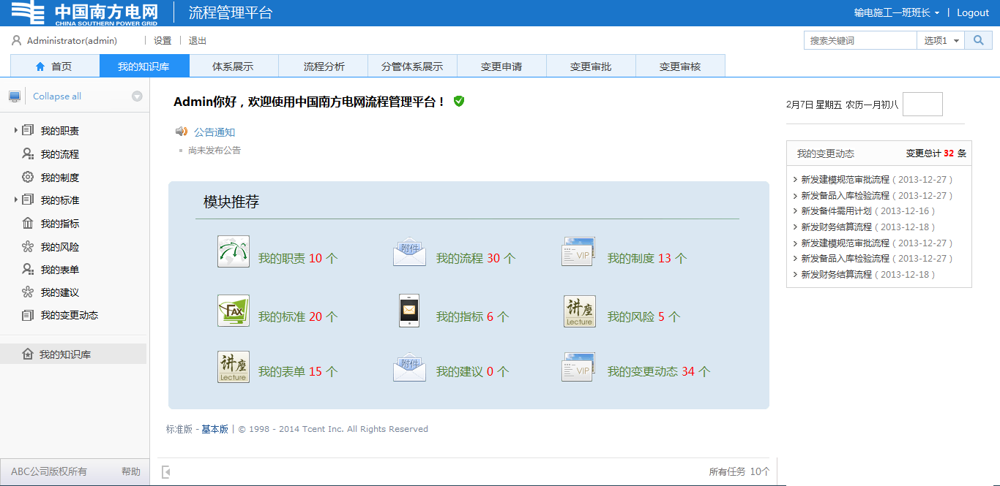 中国南方电网 流程管理平台 输电施工一班班长 | Logout
CHINA SOUTHERN POWER GRID
Administrator(admin) | 设置 | 退出 搜索关键词 选项1
首页 我的知识库 体系展示 流程分析 分管体系展示 变更申请 变更审批 变更审核
Collapse all
我的职责
我的流程
我的制度
我的标准
我的指标
我的风险
我的表单
我的建议
我的变更动态
我的知识库
ABC公司版权所有 帮助
Admin你好，欢迎使用中国南方电网流程管理平台！
公告通知
尚未发布公告
模块推荐
我的职责 10 个 附件 我的流程 30 个 VIP 我的制度 13 个
FAX 我的标准 20 个 我的指标 6 个 讲座 Lecture 我的风险 5 个
讲座 Lecture 我的表单 15 个 附件 我的建议 0 个 VIP 我的变更动态 34 个
标准版 - 基本版 | © 1998 - 2014 Tcent Inc. All Rights Reserved
所有任务 10个
2月7日 星期五 农历一月初八
我的变更动态 变更总计 32 条
新发建模规范审批流程 ( 2013-12-27 )
新发备品入库检验流程 ( 2013-12-27 )
新发备件需用计划 ( 2013-12-16 )
新发财务结算流程 ( 2013-12-18 )
新发建模规范审批流程 ( 2013-12-27 )
新发备品入库检验流程 ( 2013-12-27 )
新发财务结算流程 ( 2013-12-18 )